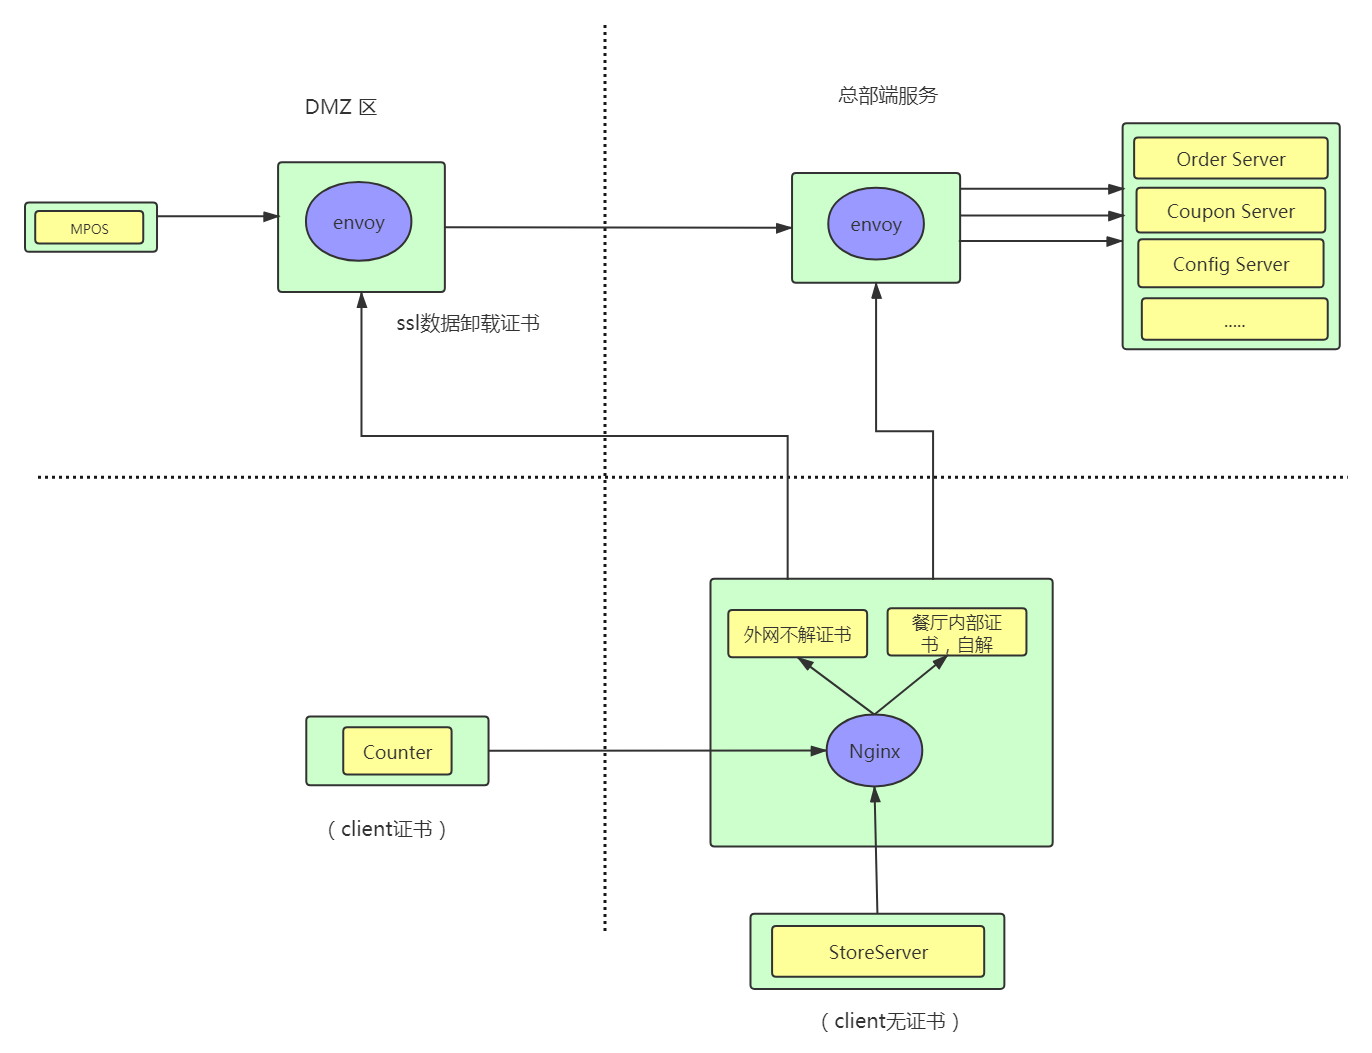 DMZ 区
总部端服务
MPOS
envoy
envoy
Order Server
Coupon Server
Config Server
.....
ssl数据卸载证书
外网不解证书
餐厅内部证
书，自解
Nginx
Counter
（client证书）
StoreServer
（client无证书）